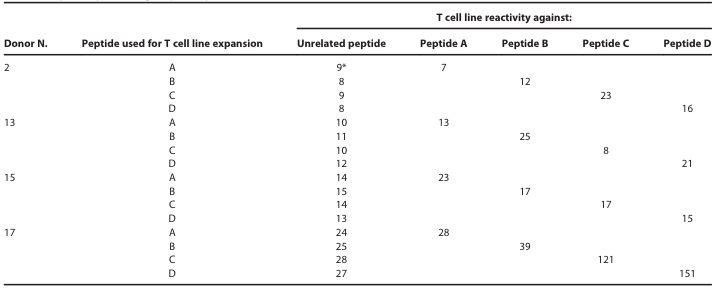 T cell line reactivity against:
Donor N. Peptide used for T cell line expansion Unrelated peptide Peptide A Peptide B Peptide C Peptide D
2 A 9* 7
B 8 12
C 9 23
D 8 16
13 A 10 13
B 11 25
C 10 8
D 12 21
15 A 14 23
B 15 17
C 14 17
D 13 15
17 A 24 28
B 25 39
C 28 121
D 27 151